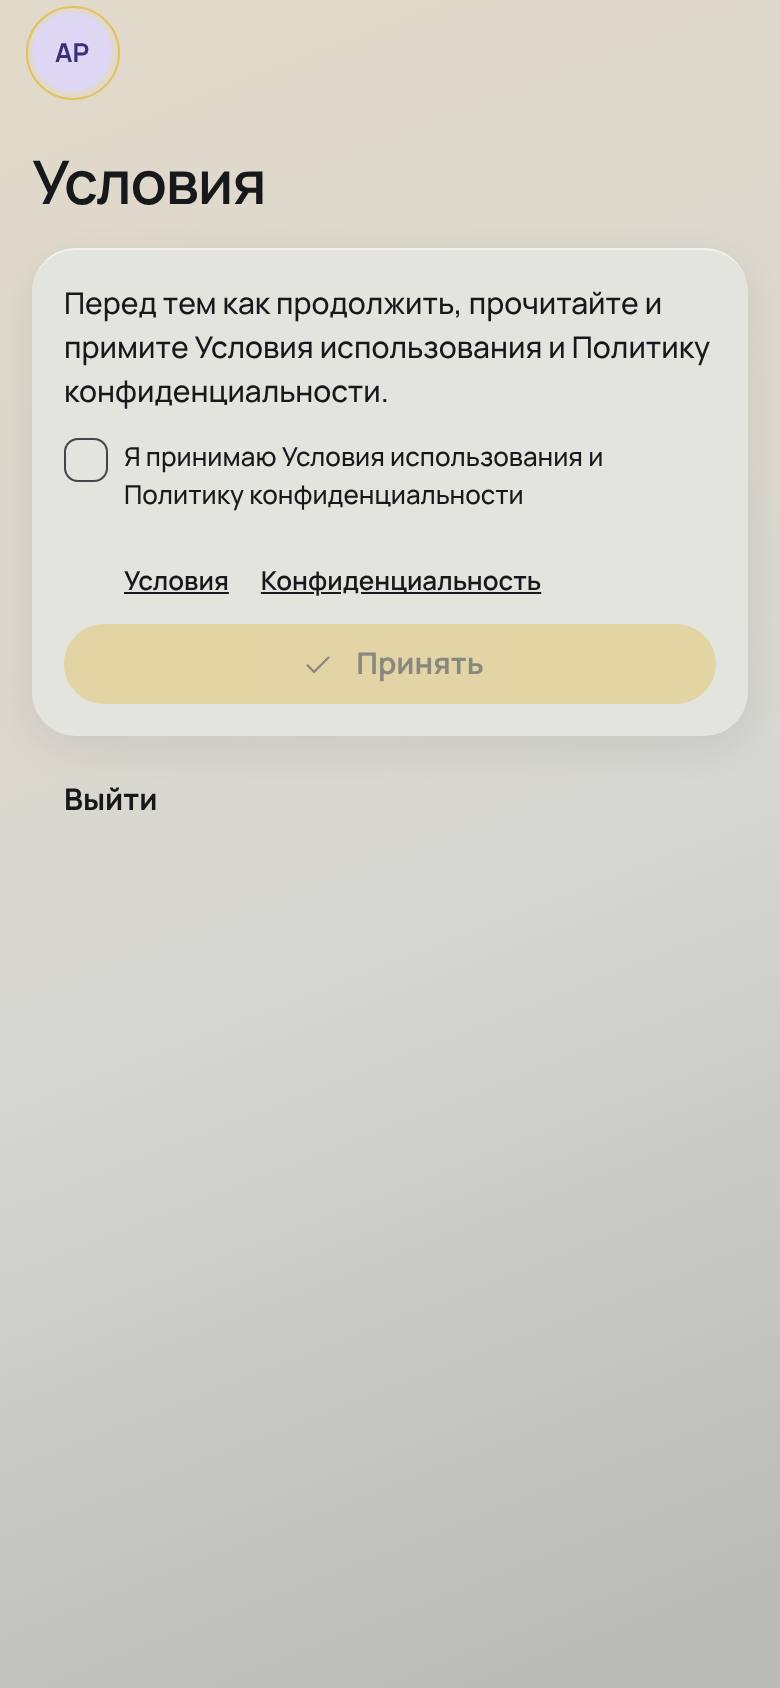 AP
Условия
Перед тем как продолжить, прочитайте и
примите Условия использования и Политику
конфиденциальности.
Я принимаю Условия использования и
Политику конфиденциальности
Условия Конфиденциальность
Принять
Выйти